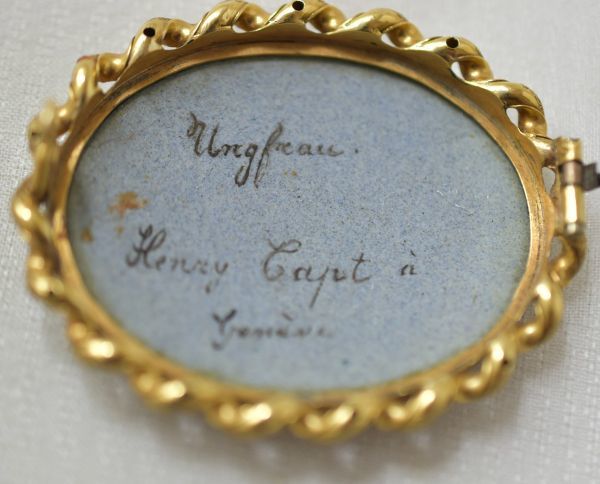 Ungfrau.
Henry Capt à
Genève